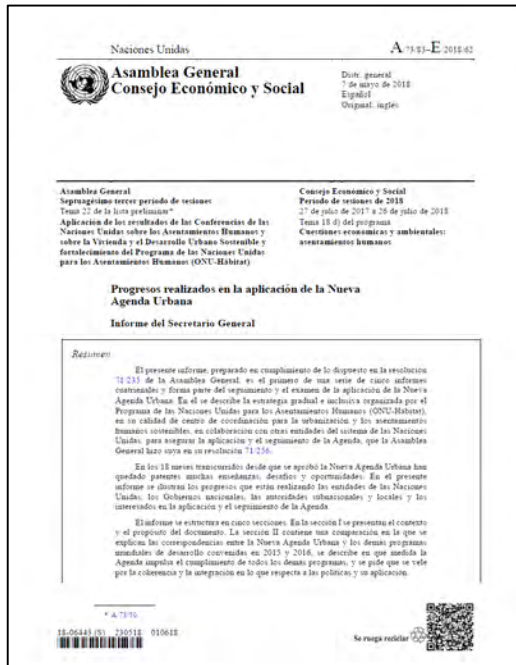 Naciones Unidas
A/73/83–E/2018/62
Asamblea General
Consejo Económico y Social
Distr. general
7 de mayo de 2018
Español
Original: inglés
Asamblea General
Septuagésimo tercer período de sesiones
Tema 22 de la lista preliminar*
Aplicación de los resultados de las Conferencias de las
Naciones Unidas sobre los Asentamientos Humanos y
sobre la Vivienda y el Desarrollo Urbano Sostenible y
fortalecimiento del Programa de las Naciones Unidas
para los Asentamientos Humanos (ONU-Hábitat)
Consejo Económico y Social
Período de sesiones de 2018
27 de julio de 2017 a 26 de julio de 2018
Tema 18 d) del programa
Cuestiones económicas y ambientales:
asentamientos humanos
Progresos realizados en la aplicación de la Nueva
Agenda Urbana
Informe del Secretario General
Resumen
El presente informe, preparado en cumplimiento de lo dispuesto en la resolución
71/235 de la Asamblea General, es el primero de una serie de cinco informes
cuatrienales y forma parte del seguimiento y el examen de la aplicación de la Nueva
Agenda Urbana. En él se describe la estrategia gradual e inclusiva organizada por el
Programa de las Naciones Unidas para los Asentamientos Humanos (ONU-Hábitat),
en su calidad de centro de coordinación para la urbanización y los asentamientos
humanos sostenibles, en colaboración con otras entidades del sistema de las Naciones
Unidas, para asegurar la aplicación y el seguimiento de la Agenda, que la Asamblea
General hizo suya en su resolución 71/256.
En los 18 meses transcurridos desde que se aprobó la Nueva Agenda Urbana han
quedado patentes muchas enseñanzas, desafíos y oportunidades. En el presente
informe se ilustran los progresos que están realizando las entidades de las Naciones
Unidas, los Gobiernos nacionales, las autoridades subnacionales y locales y los
interesados en la aplicación y el seguimiento de la Agenda.
El informe se estructura en cinco secciones. En la sección I se presentan el contexto
y el propósito del documento. La sección II contiene una comparación en la que se
explican las correspondencias entre la Nueva Agenda Urbana y los demás programas
mundiales de desarrollo convenidos en 2015 y 2016, se describe en qué medida la
Agenda impulsa el cumplimiento de todos los demás programas, y se pide que se vele
por la coherencia y la integración en lo que respecta a las políticas y su aplicación.
* A/73/50.
18-06445 (S) 230518 010618
Se ruega reciclar